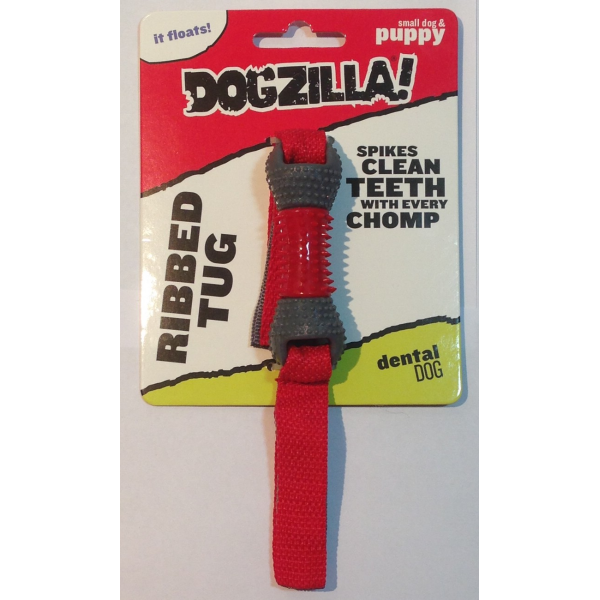 it floats!
small dog &
puppy
DOGZILLA!
SPIKES
CLEAN
TEETH
WITH EVERY
CHOMP
RIBBED
TUG
dental
DOG